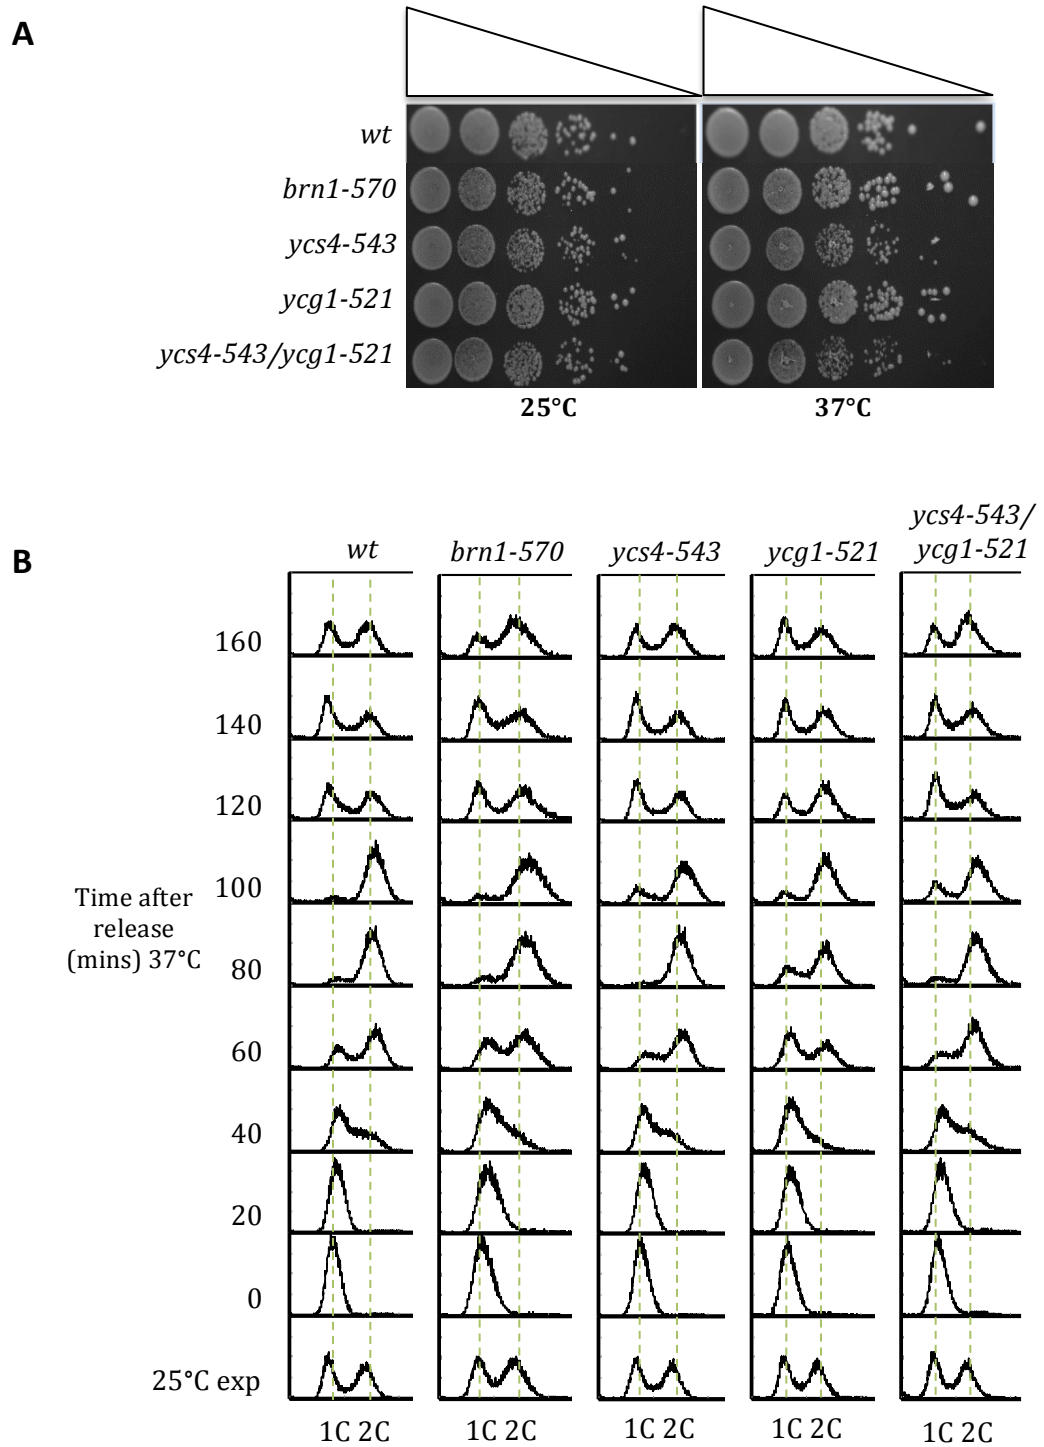 A
wt
brn1-570
ycs4-543
ycg1-521
ycs4-543/ycg1-521
25°C
37°C
B
wt
brn1-570
ycs4-543
ycg1-521
ycs4-543/
ycg1-521
160
140
120
100
80
60
40
20
0
25°C exp
Time after
release
(mins) 37°C
1C 2C
1C 2C
1C 2C
1C 2C
1C 2C